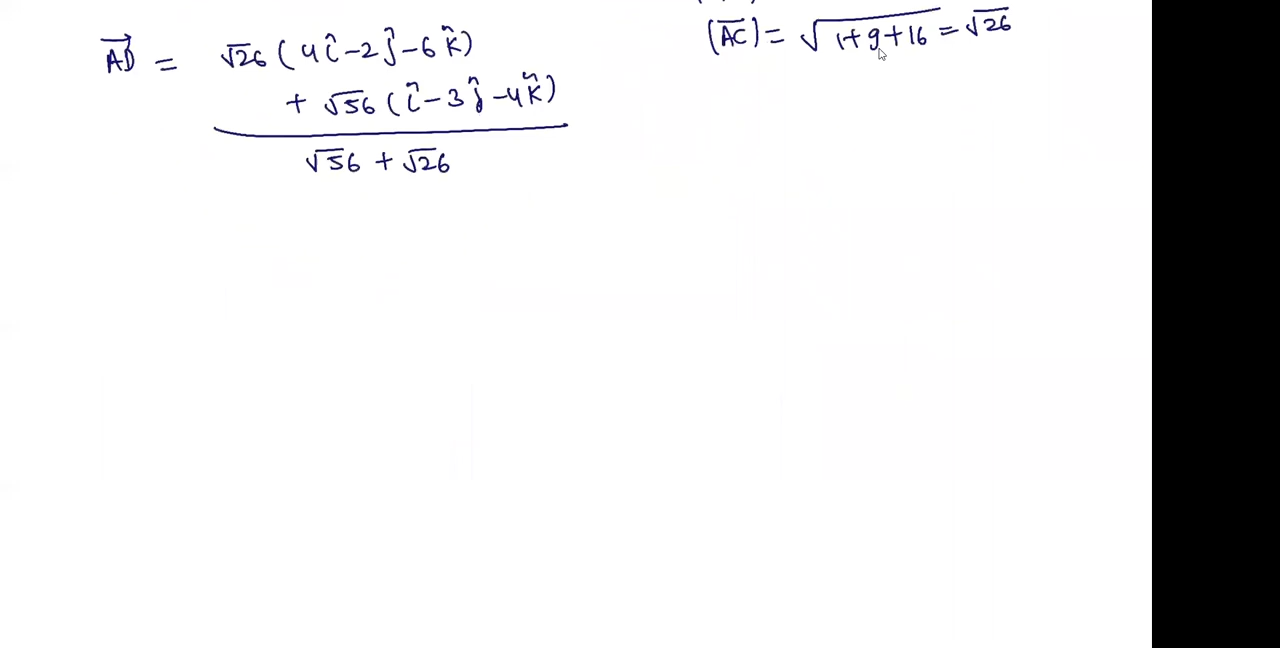 (AC) = √1+9+16 = √26
AD = √26 (4î - 2ĵ - 6k̂)
+ √56 (î - 3ĵ - 4k̂)
√56 + √26